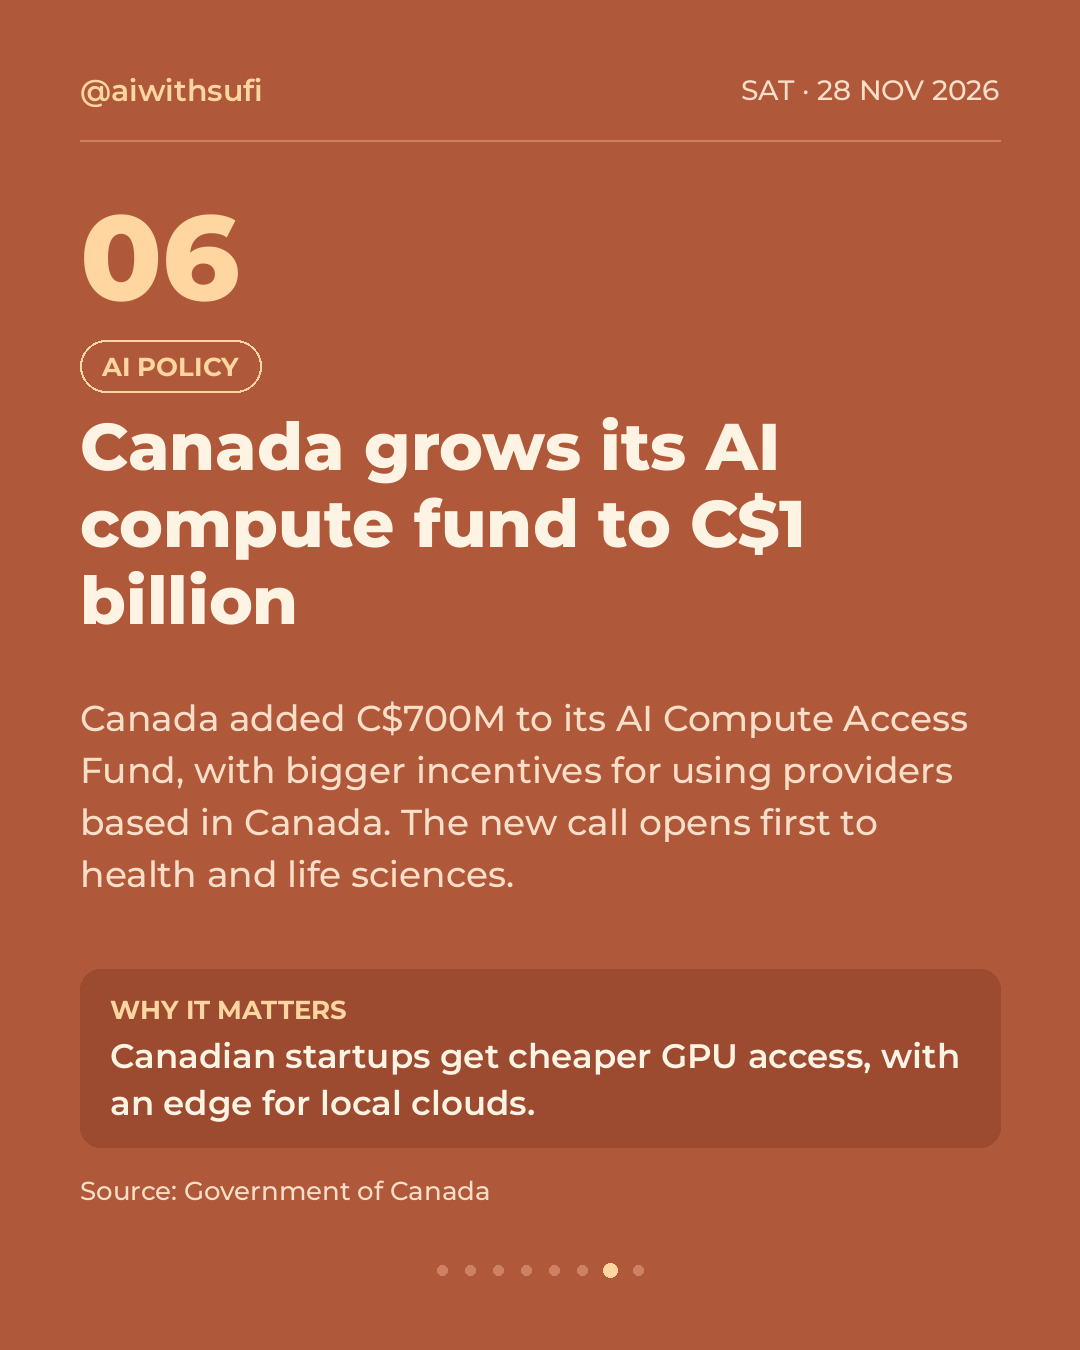 @aiwithsufi
SAT · 28 NOV 2026
06
AI POLICY
Canada grows its AI
compute fund to C$1
billion
Canada added C$700M to its AI Compute Access
Fund, with bigger incentives for using providers
based in Canada. The new call opens first to
health and life sciences.
WHY IT MATTERS
Canadian startups get cheaper GPU access, with
an edge for local clouds.
Source: Government of Canada